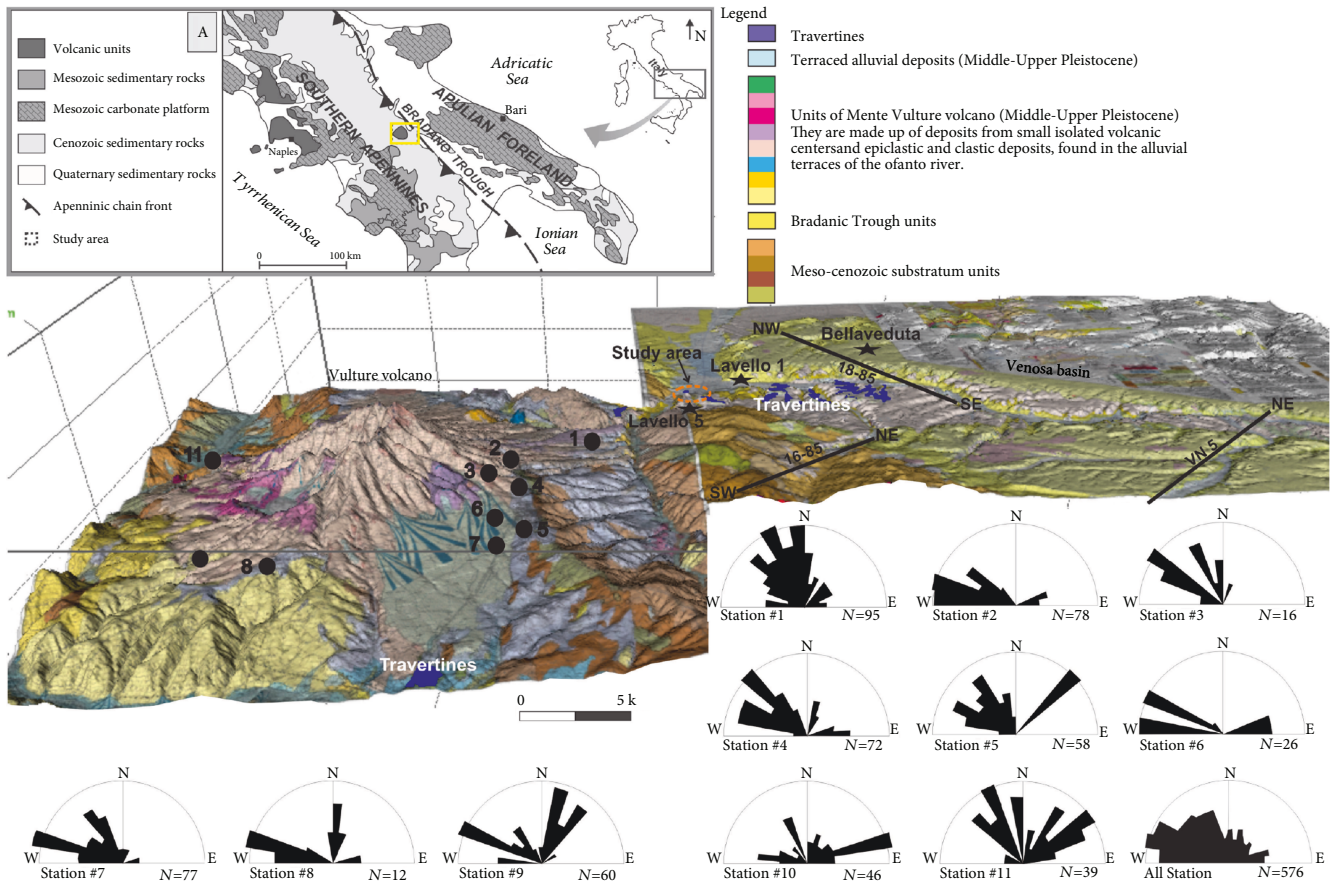 A
Volcanic units
Mesozoic sedimentary rocks
Mesozoic carbonate platform
Cenozoic sedimentary rocks
Quaternary sedimentary rocks
Apenninic chain front
Study area
Adricatic
Sea
SOUTHERN APENNINES
BRADANO TROUGH
APULIAN FORELAND
Bari
Naples
Tyrrhenican Sea
Ionian
Sea
0 100 km
N
Italy
Legend
Travertines
Terraced alluvial deposits (Middle-Upper Pleistocene)
Units of Mente Vulture volcano (Middle-Upper Pleistocene)
They are made up of deposits from small isolated volcanic
centersand epiclastic and clastic deposits, found in the alluvial
terraces of the ofanto river.
Bradanic Trough units
Meso-cenozoic substratum units
Vulture volcano
NW
Bellaveduta
Study area
Lavello 1
18-85
Venosa basin
Travertines
SE
Lavello 5
NE
NE
16-85
VN-5
SW
1
2
3
4
11
6
5
7
8
Travertines
0 5 k
N
W E
Station #1 N=95
N
W E
Station #2 N=78
N
W E
Station #3 N=16
N
W E
Station #4 N=72
N
W E
Station #5 N=58
N
W E
Station #6 N=26
N
W E
Station #7 N=77
N
W E
Station #8 N=12
N
W E
Station #9 N=60
N
W E
Station #10 N=46
N
W E
Station #11 N=39
N
W E
All Station N=576